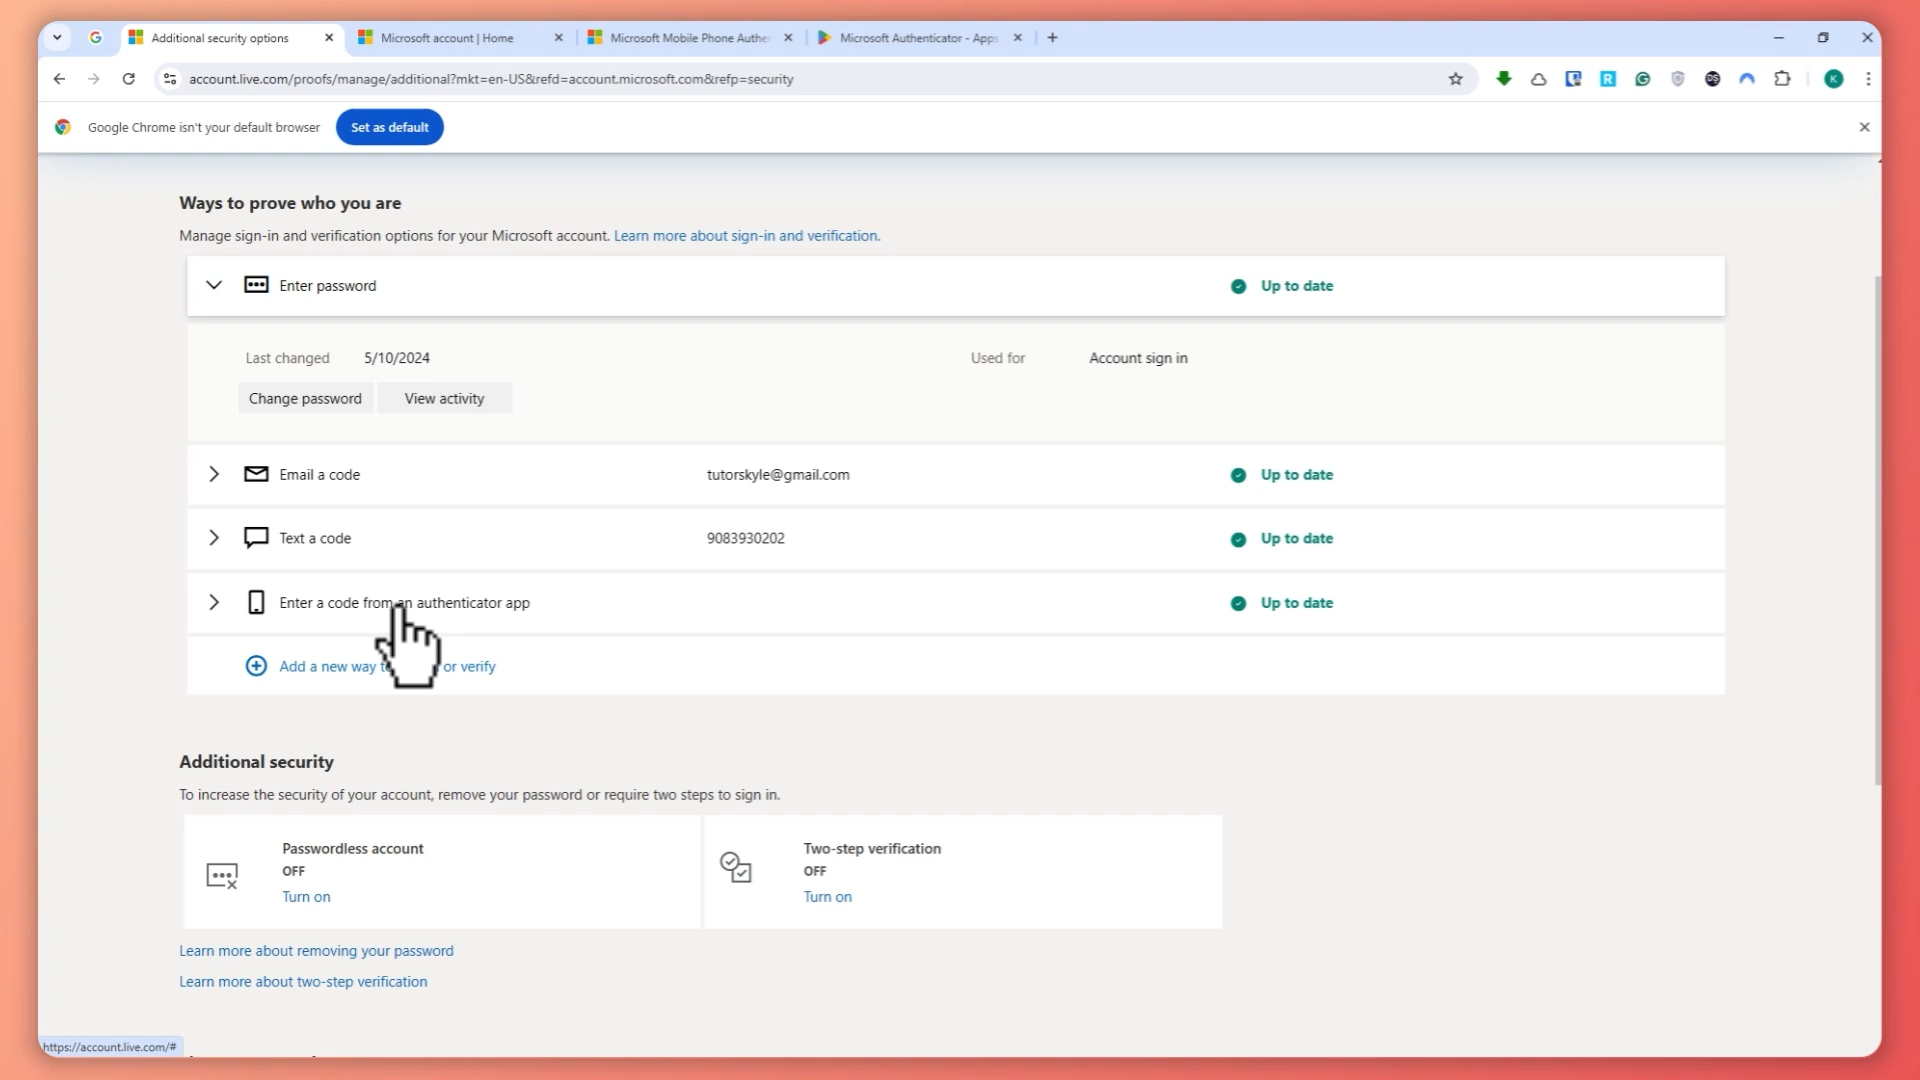 Additional security options
Microsoft account | Home
Microsoft Mobile Phone Authe
Microsoft Authenticator - Apps
account.live.com/proofs/manage/additional?mkt=en-US&refd=account.microsoft.com&refp=security
K
Google Chrome isn't your default browser
Set as default
Ways to prove who you are
Manage sign-in and verification options for your Microsoft account. Learn more about sign-in and verification.
Enter password
Up to date
Last changed 5/10/2024 Used for Account sign in
Change password View activity
Email a code tutorskyle@gmail.com Up to date
Text a code 9083930202 Up to date
Enter a code from an authenticator app Up to date
Add a new way or verify
Additional security
To increase the security of your account, remove your password or require two steps to sign in.
Passwordless account
OFF
Turn on
Two-step verification
OFF
Turn on
Learn more about removing your password
Learn more about two-step verification
https://account.live.com/#